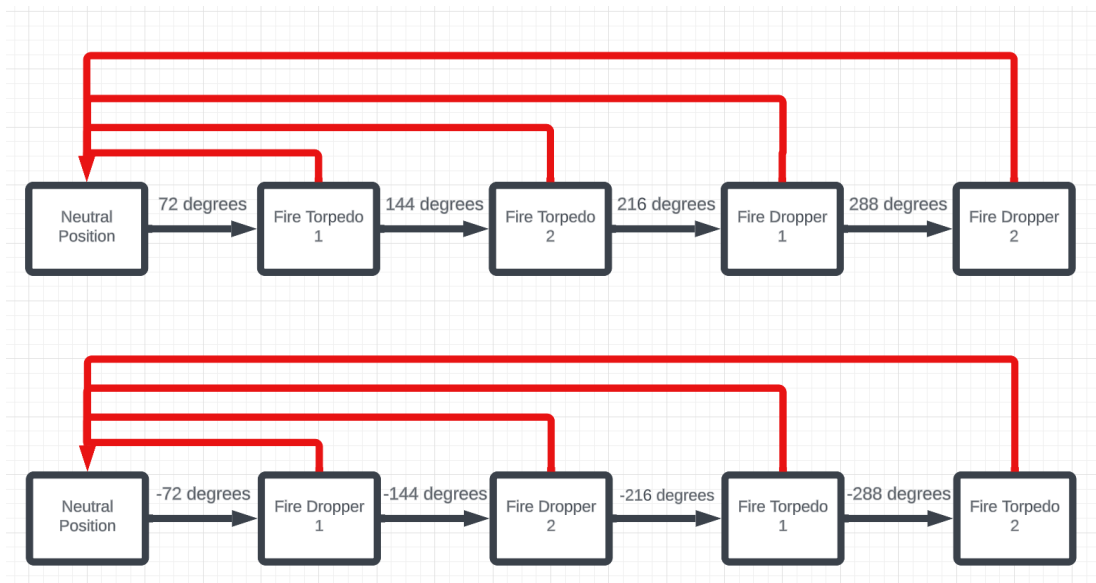 72 degrees
144 degrees
216 degrees
288 degrees
Neutral
Position
Fire Torpedo
1
Fire Torpedo
2
Fire Dropper
1
Fire Dropper
2
-72 degrees
-144 degrees
-216 degrees
-288 degrees
Neutral
Position
Fire Dropper
1
Fire Dropper
2
Fire Torpedo
1
Fire Torpedo
2